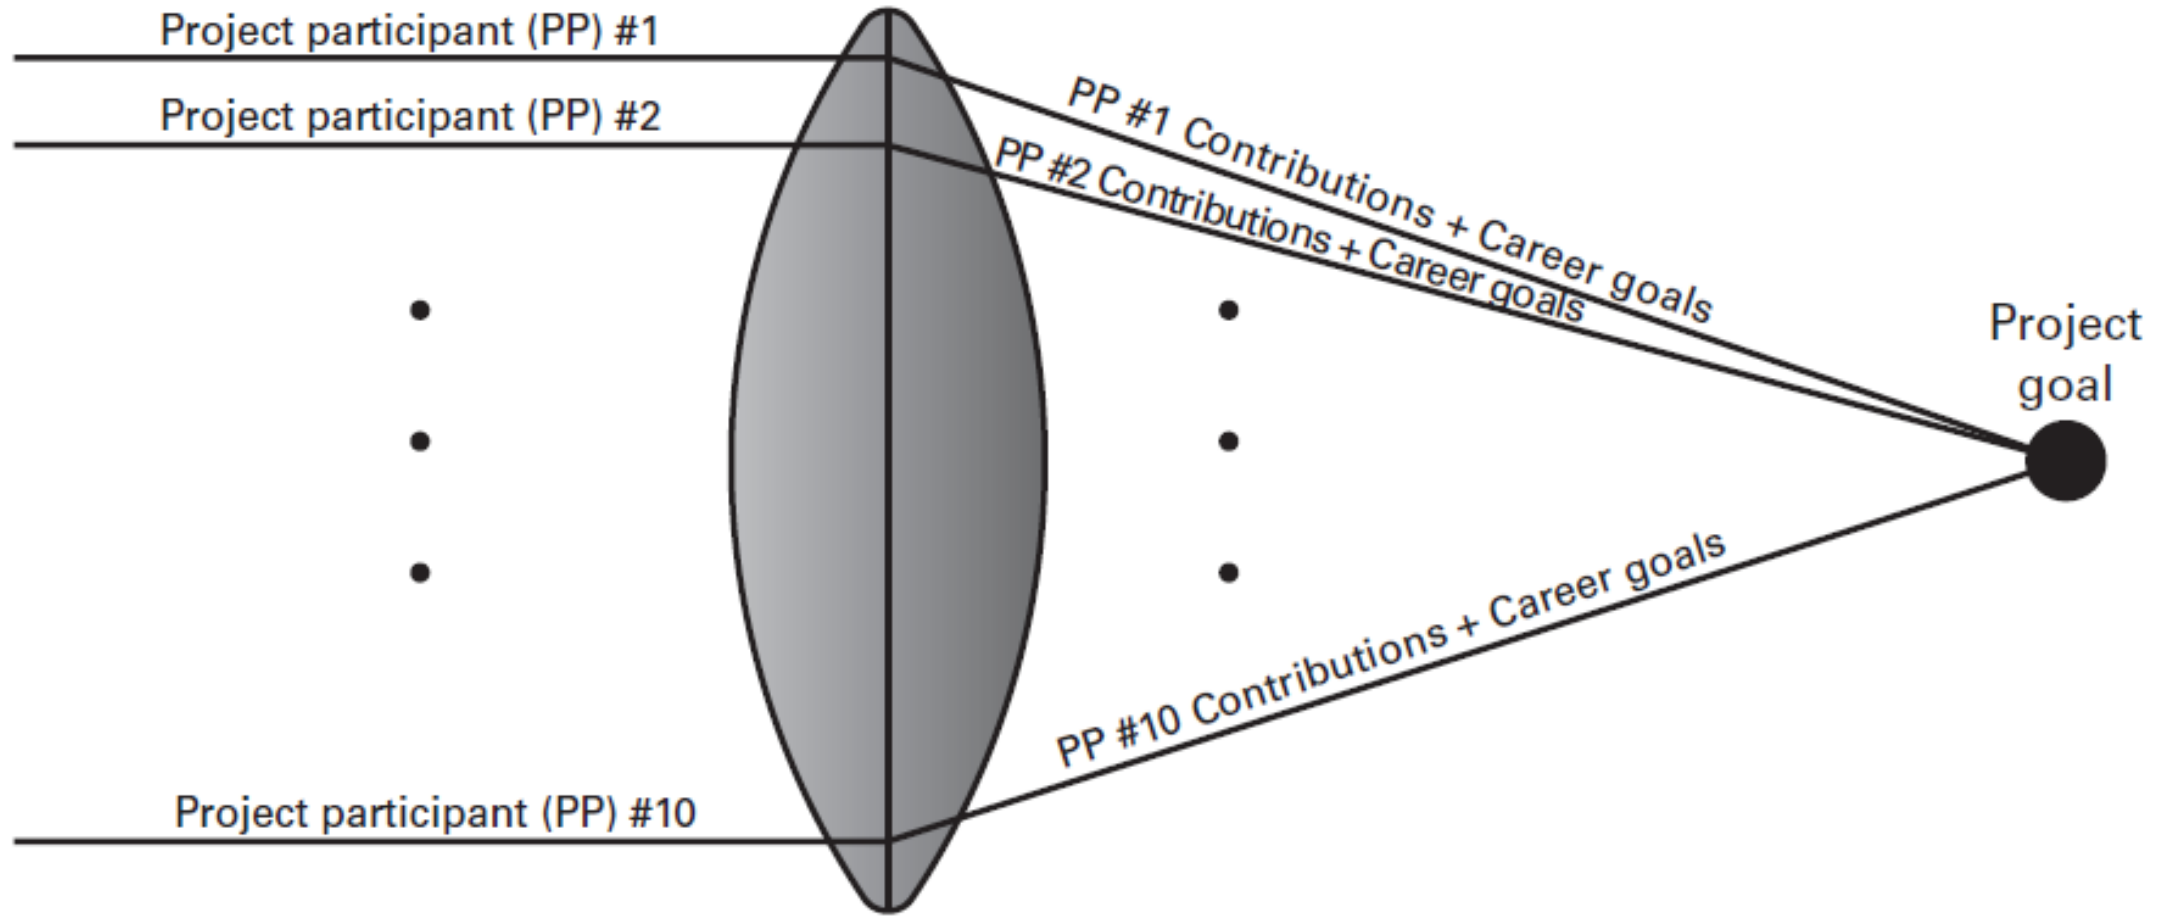 Project participant (PP) #1
Project participant (PP) #2
PP #1 Contributions + Career goals
PP #2 Contributions + Career goals
Project
goal
PP #10 Contributions + Career goals
Project participant (PP) #10